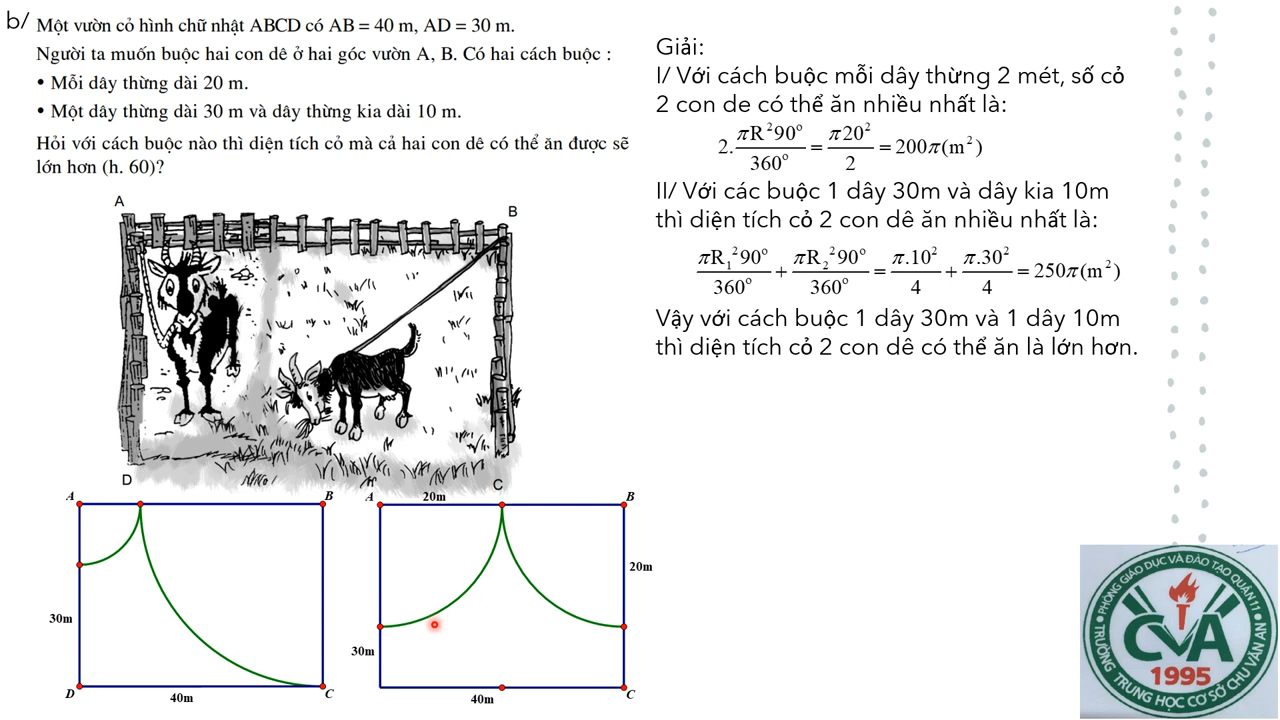 b/ Một vườn cỏ hình chữ nhật ABCD có AB = 40 m, AD = 30 m.
Người ta muốn buộc hai con dê ở hai góc vườn A, B. Có hai cách buộc :
• Mỗi dây thừng dài 20 m.
• Một dây thừng dài 30 m và dây thừng kia dài 10 m.
Hỏi với cách buộc nào thì diện tích cỏ mà cả hai con dê có thể ăn được sẽ
lớn hơn (h. 60)?
A
B
D
C
A
B
30m
D
40m
C
A
20m
B
20m
30m
40m
C
Giải:
I/ Với cách buộc mỗi dây thừng 2 mét, số cỏ
2 con de có thể ăn nhiều nhất là:
2.πR²90°/360° = π20²/2 = 200π(m²)
II/ Với các buộc 1 dây 30m và dây kia 10m
thì diện tích cỏ 2 con dê ăn nhiều nhất là:
πR₁²90°/360° + πR₂²90°/360° = π.10²/4 + π.30²/4 = 250π(m²)
Vậy với cách buộc 1 dây 30m và 1 dây 10m
thì diện tích cỏ 2 con dê có thể ăn là lớn hơn.
PHÒNG GIÁO DỤC VÀ ĐÀO TẠO QUẬN 11
CVA
1995
TRƯỜNG TRUNG HỌC CƠ SỞ CHU VĂN AN